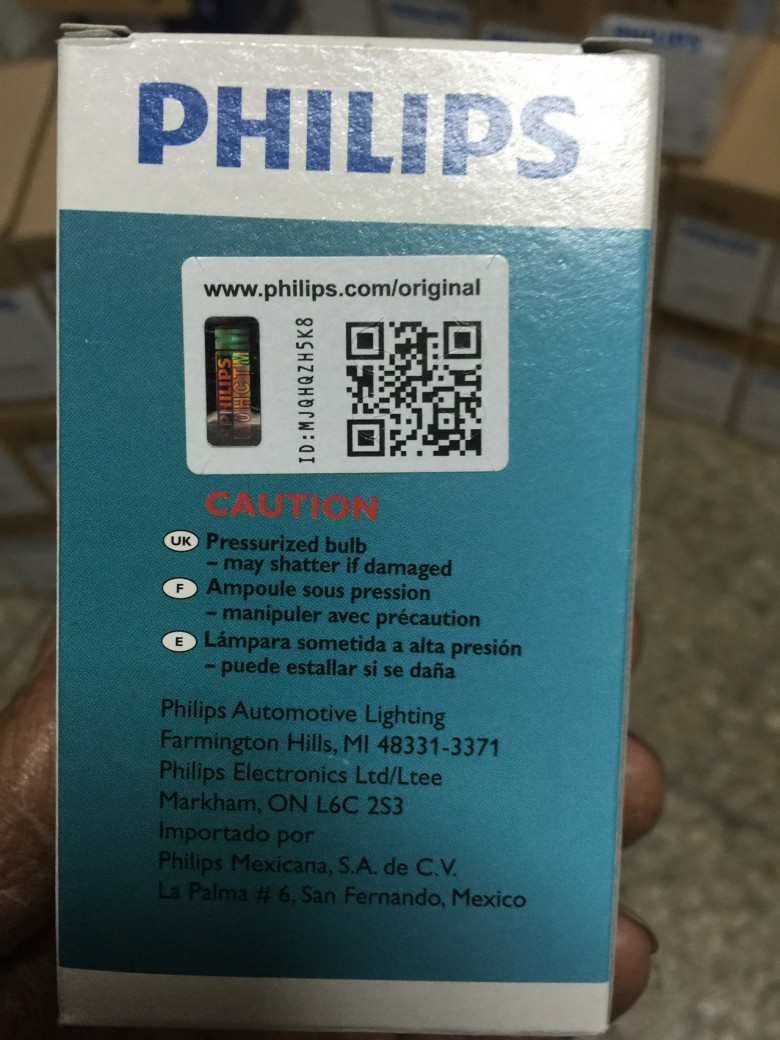 PHILIPS
www.philips.com/original
PHILIPS
ID:MJQHQZH5K8
CAUTION
UK Pressurized bulb
– may shatter if damaged
F Ampoule sous pression
– manipuler avec précaution
E Lámpara sometida a alta presión
– puede estallar si se daña
Philips Automotive Lighting
Farmington Hills, MI 48331-3371
Philips Electronics Ltd/Ltee
Markham, ON L6C 2S3
Importado por
Philips Mexicana, S.A. de C.V.
La Palma # 6, San Fernando, Mexico